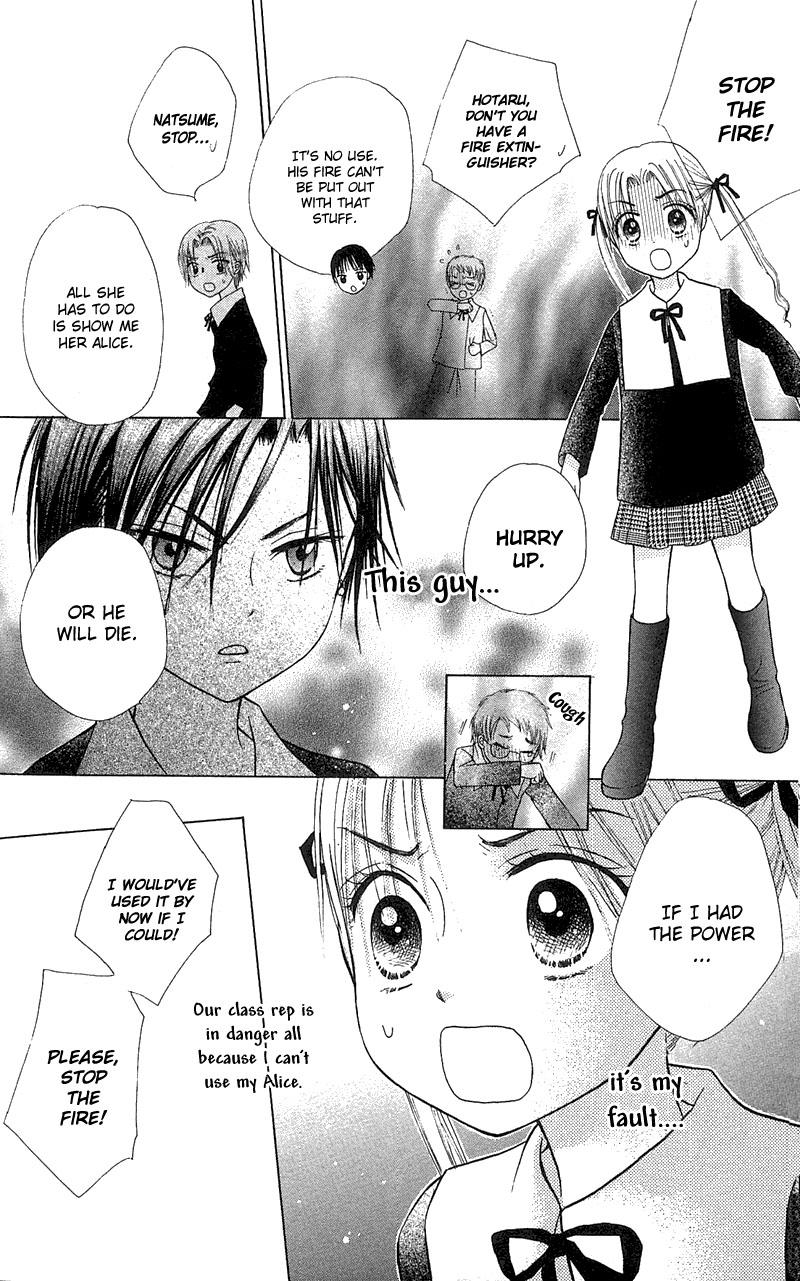 STOP
THE
FIRE!
HOTARU,
DON'T YOU
HAVE A
FIRE EXTIN-
GUISHER?
IT'S NO USE.
HIS FIRE CAN'T
BE PUT OUT
WITH THAT
STUFF.
NATSUME,
STOP...
ALL SHE
HAS TO DO
IS SHOW ME
HER ALICE.
HURRY
UP.
This guy...
OR HE
WILL DIE.
Cough
IF I HAD
THE POWER
...
it's my
fault....
I WOULD'VE
USED IT BY
NOW IF I
COULD!
Our class rep is
in danger all
because I can't
use my Alice.
PLEASE,
STOP
THE
FIRE!